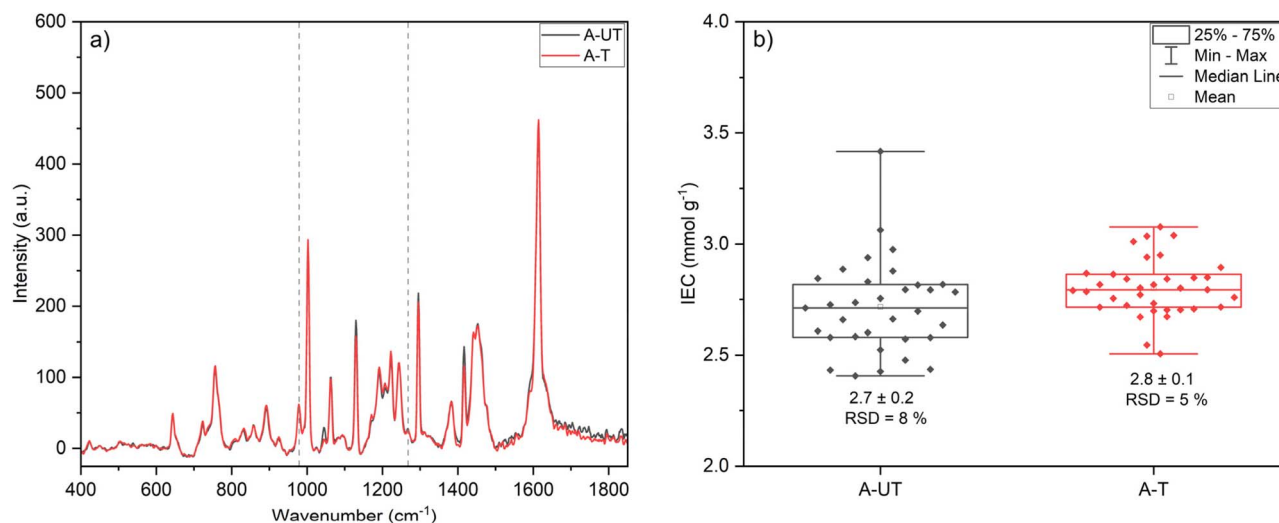 a)
A-UT
A-T
600
500
400
300
200
100
0
Intensity (a.u.)
400 600 800 1000 1200 1400 1600 1800
Wavenumber (cm⁻¹)
b)
25% - 75%
Min - Max
Median Line
Mean
4.0
3.5
3.0
2.5
2.0
IEC (mmol g⁻¹)
2.7 ± 0.2
RSD = 8 %
2.8 ± 0.1
RSD = 5 %
A-UT A-T